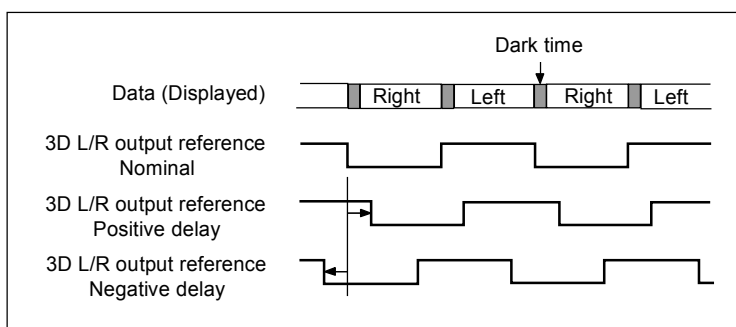 Dark time
Data (Displayed)
Right
Left
Right
Left
3D L/R output reference
Nominal
3D L/R output reference
Positive delay
3D L/R output reference
Negative delay